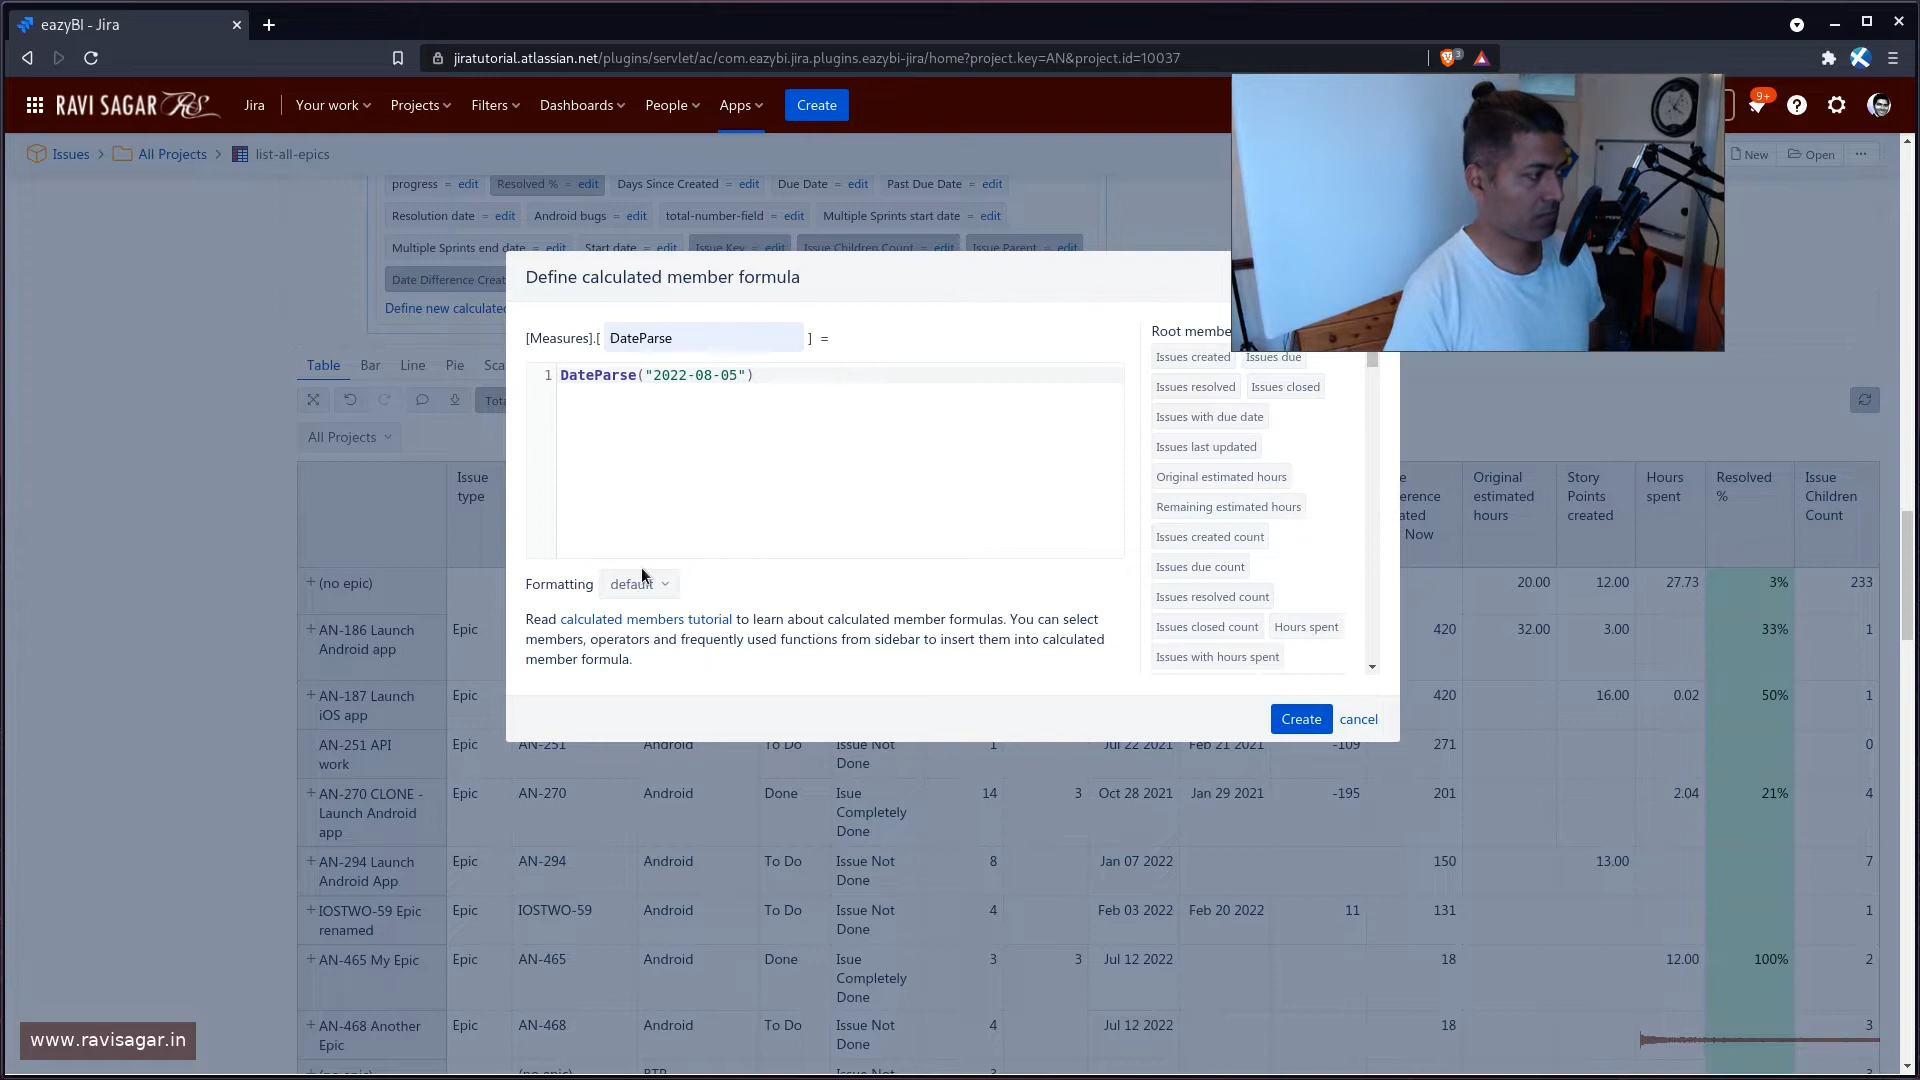 eazyBI - Jira
jiratutorial.atlassian.net/plugins/servlet/ac/com.eazybi.jira.plugins.eazybi-jira/home?project.key=AN&project.id=10037
3
RAVI SAGAR RS Jira Your work Projects Filters Dashboards People Apps Create 9+
Issues All Projects list-all-epics New Open
progress = edit Resolved % = edit Days Since Created = edit Due Date = edit Past Due Date = edit
Resolution date = edit Android bugs = edit total-number-field = edit Multiple Sprints start date = edit
Multiple Sprints end date = edit Start date = edit Issue Key = edit Issue Children Count = edit Issue Parent = edit
Date Difference Creat
Define new calculate
Define calculated member formula
[Measures].[ DateParse ] =
1 DateParse("2022-08-05")
Formatting default
Read calculated members tutorial to learn about calculated member formulas. You can select
members, operators and frequently used functions from sidebar to insert them into calculated
member formula.
Root membe
Issues created Issues due
Issues resolved Issues closed
Issues with due date
Issues last updated
Original estimated hours
Remaining estimated hours
Issues created count
Issues due count
Issues resolved count
Issues closed count Hours spent
Issues with hours spent
Create cancel
Table Bar Line Pie Sca
Tota
All Projects
Issue
type
e
erence
ated
Now
Original
estimated
hours
Story
Points
created
Hours
spent
Resolved
%
Issue
Children
Count
(no epic) 20.00 12.00 27.73 3% 233
AN-186 Launch
Android app Epic 420 32.00 3.00 33% 1
AN-187 Launch
iOS app Epic 420 16.00 0.02 50% 1
AN-251 API
work Epic AN-251 Android To Do Issue Not
Done 1 Jul 22 2021 Feb 21 2021 -109 271 0
AN-270 CLONE -
Launch Android
app Epic AN-270 Android Done Isue
Completely
Done 14 3 Oct 28 2021 Jan 29 2021 -195 201 2.04 21% 4
AN-294 Launch
Android App Epic AN-294 Android To Do Issue Not
Done 8 Jan 07 2022 150 13.00 7
IOSTWO-59 Epic
renamed Epic IOSTWO-59 Android To Do Issue Not
Done 4 Feb 03 2022 Feb 20 2022 11 131 1
AN-465 My Epic Epic AN-465 Android Done Isue
Completely
Done 3 3 Jul 12 2022 18 12.00 100% 2
AN-468 Another
Epic Epic AN-468 Android To Do Issue Not
Done 4 Jul 12 2022 18 3
www.ravisagar.in